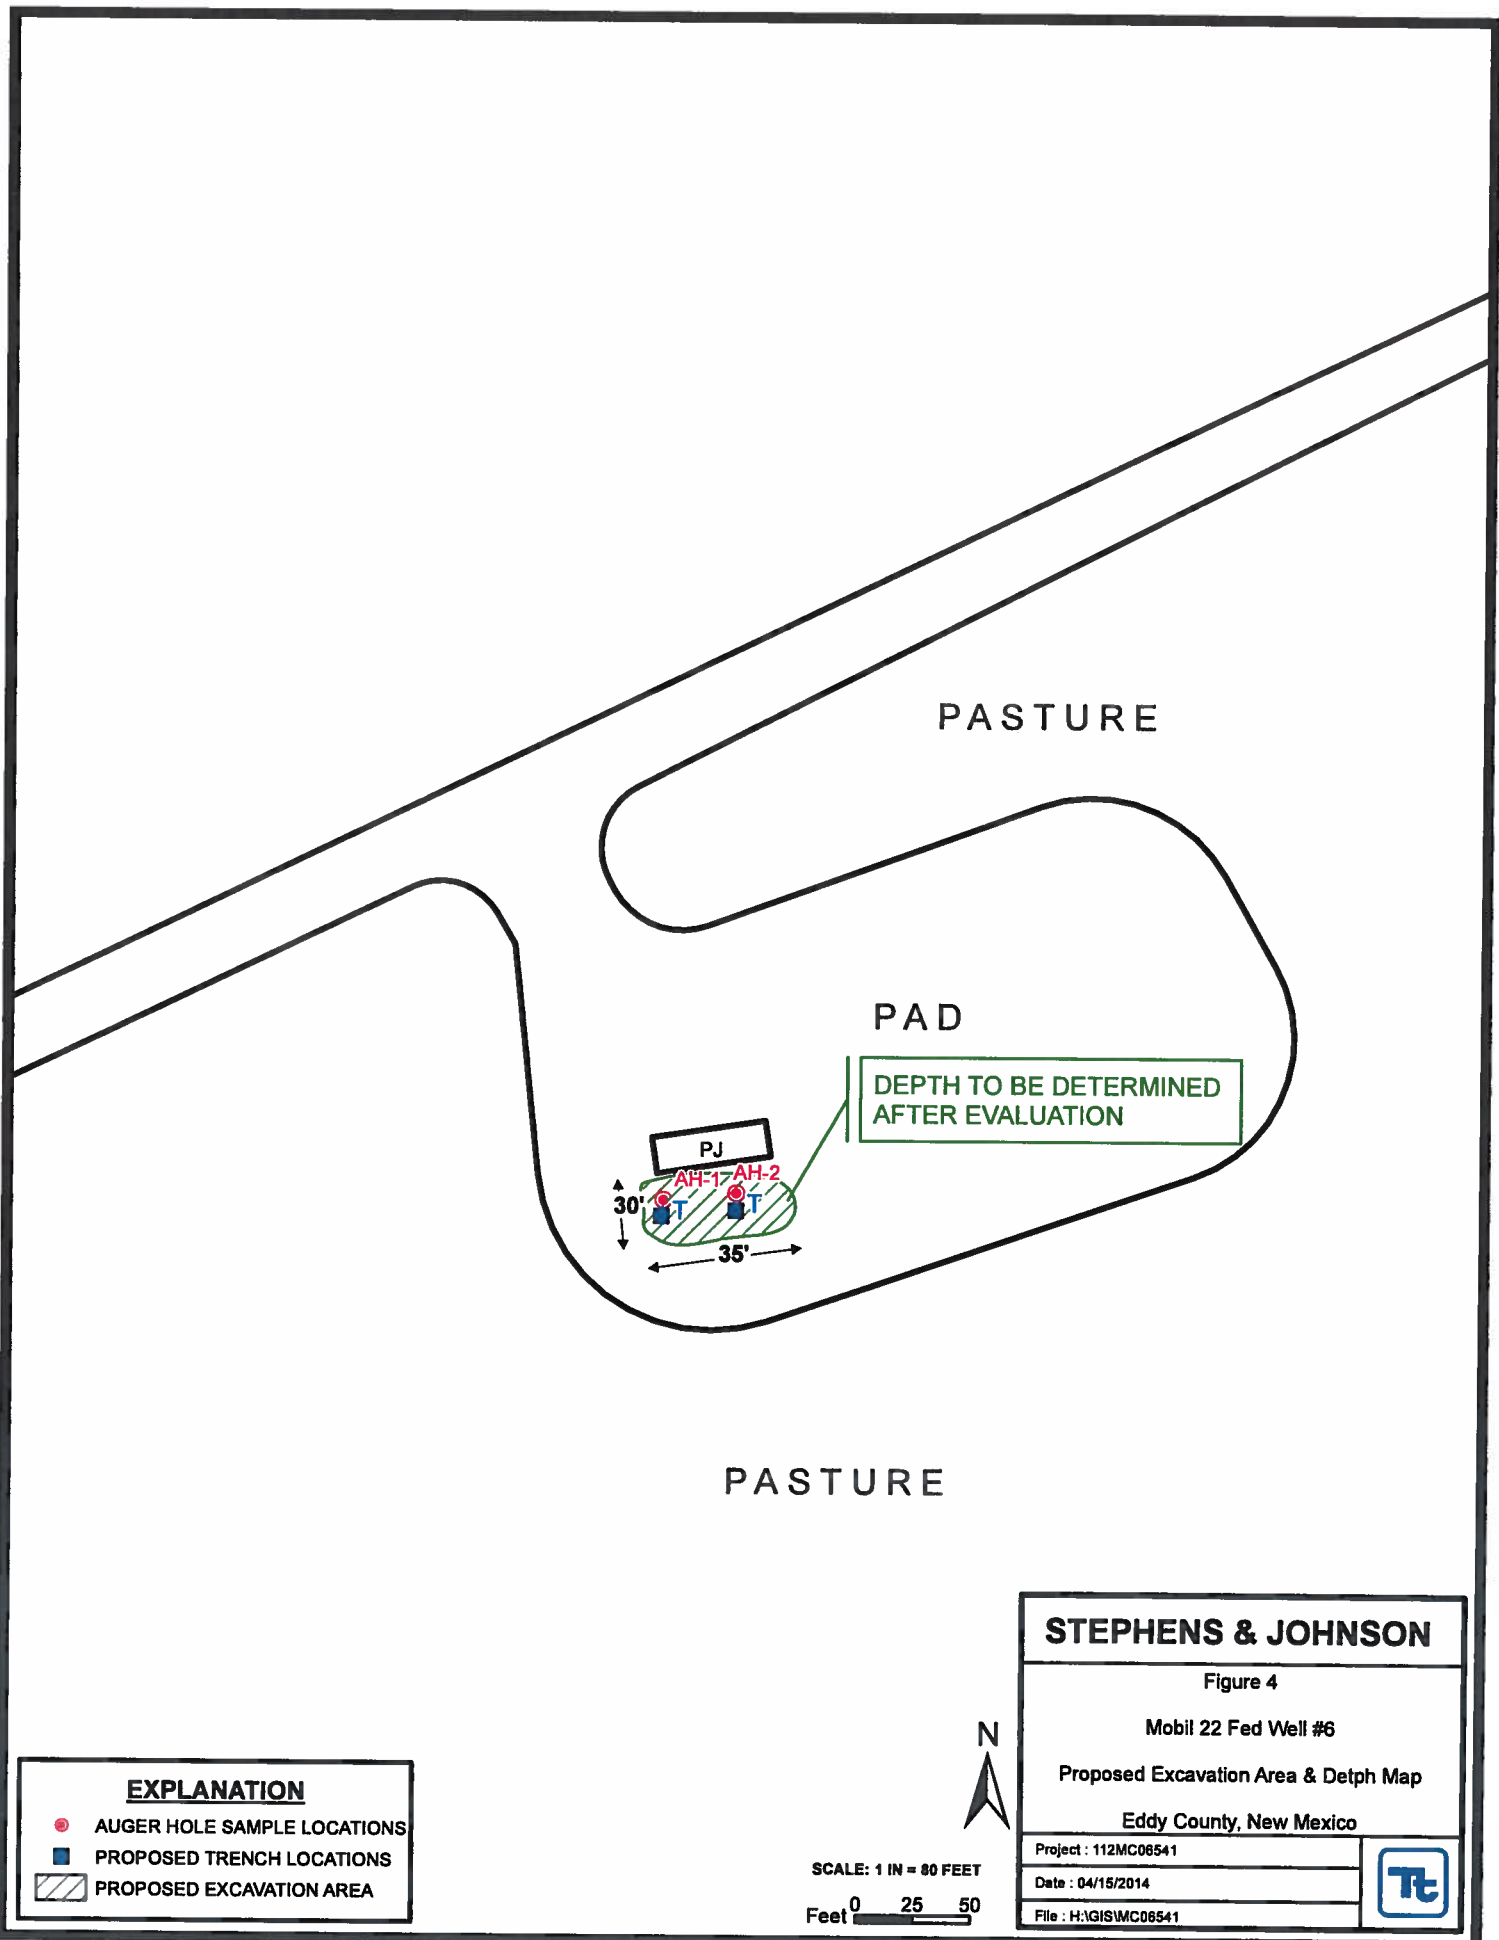 PASTURE
PAD
DEPTH TO BE DETERMINED
AFTER EVALUATION
PJ
AH-1
AH-2
30'
T
T
35'
PASTURE
STEPHENS & JOHNSON
Figure 4
Mobil 22 Fed Well #6
Proposed Excavation Area & Detph Map
Eddy County, New Mexico
Project : 112MC06541
Date : 04/15/2014
File : H:\GIS\MC06541
Tt
N
SCALE: 1 IN = 80 FEET
Feet 0 25 50
EXPLANATION
AUGER HOLE SAMPLE LOCATIONS
PROPOSED TRENCH LOCATIONS
PROPOSED EXCAVATION AREA